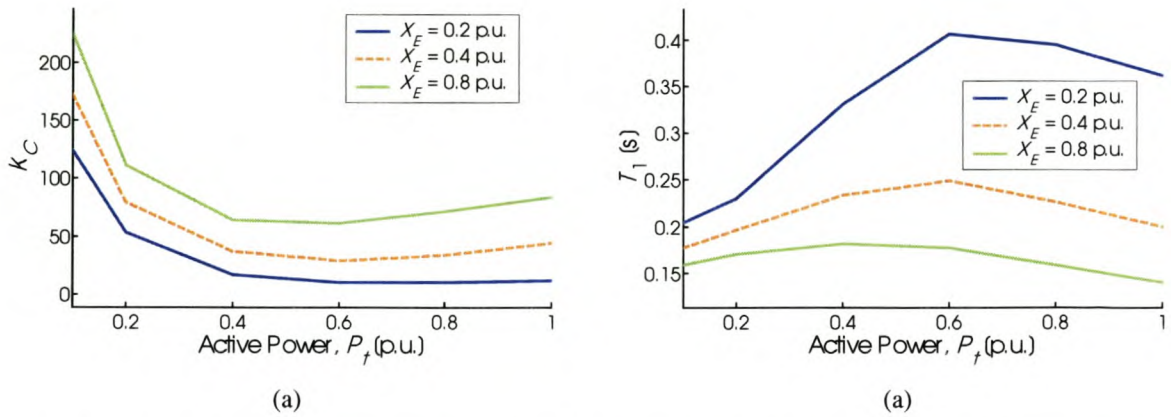 X_E = 0.2 p.u.
X_E = 0.4 p.u.
X_E = 0.8 p.u.
200
150
100
50
0
K_C
0.2 0.4 0.6 0.8 1
Active Power, P_t (p.u.)
(a)
0.4
0.35
0.3
0.25
0.2
0.15
T_1 (s)
X_E = 0.2 p.u.
X_E = 0.4 p.u.
X_E = 0.8 p.u.
0.2 0.4 0.6 0.8 1
Active Power, P_t (p.u.)
(a)